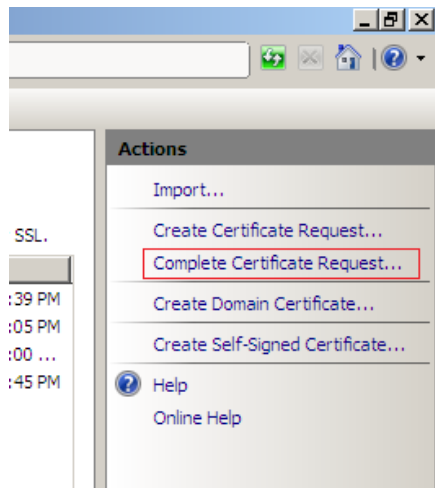 Actions
Import...
SSL.
Create Certificate Request...
Complete Certificate Request...
:39 PM
Create Domain Certificate...
:05 PM
:00 ...
Create Self-Signed Certificate...
:45 PM
Help
Online Help